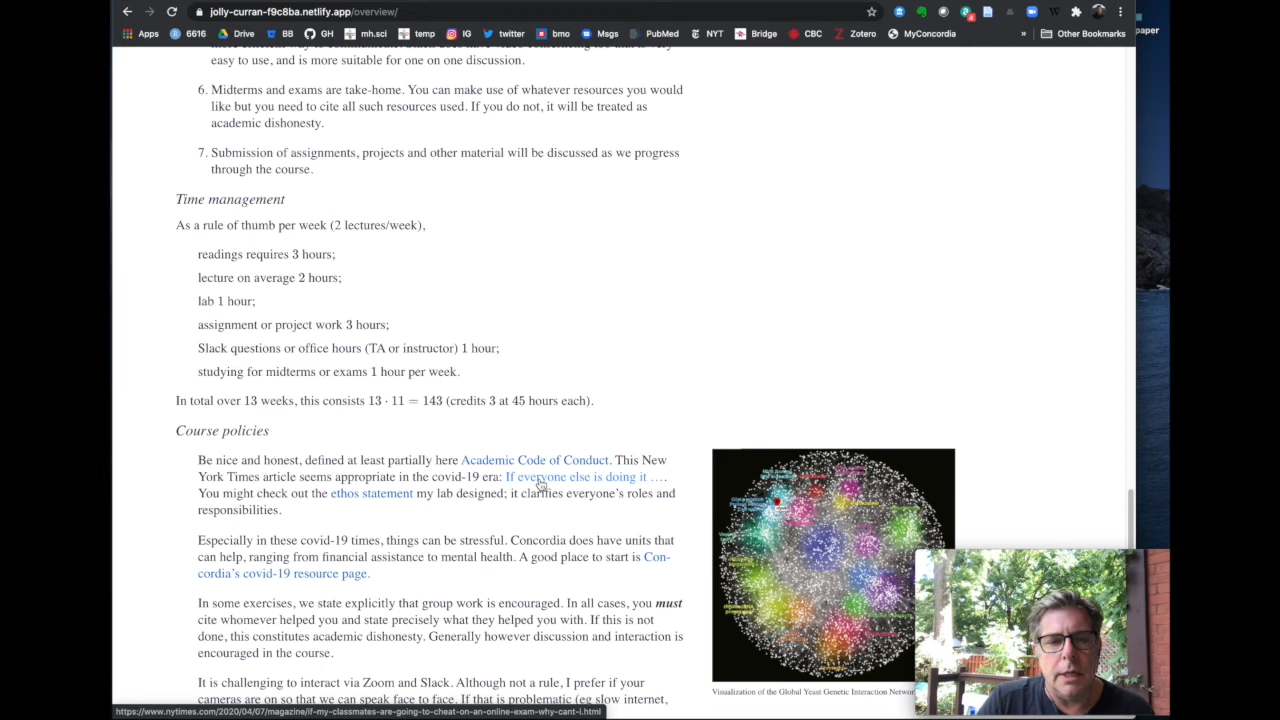 jolly-curran-f9c8ba.netlify.app/overview/
Apps 6616 Drive BB GH mh.sci temp IG twitter bmo Msgs PubMed NYT Bridge CBC Zotero MyConcordia » Other Bookmarks
paper
easy to use, and is more suitable for one on one discussion.
6. Midterms and exams are take-home. You can make use of whatever resources you would
like but you need to cite all such resources used. If you do not, it will be treated as
academic dishonesty.
7. Submission of assignments, projects and other material will be discussed as we progress
through the course.
Time management
As a rule of thumb per week (2 lectures/week),
readings requires 3 hours;
lecture on average 2 hours;
lab 1 hour;
assignment or project work 3 hours;
Slack questions or office hours (TA or instructor) 1 hour;
studying for midterms or exams 1 hour per week.
In total over 13 weeks, this consists 13 · 11 = 143 (credits 3 at 45 hours each).
Course policies
Be nice and honest, defined at least partially here Academic Code of Conduct. This New
York Times article seems appropriate in the covid-19 era: If everyone else is doing it ….
You might check out the ethos statement my lab designed; it clarifies everyone's roles and
responsibilities.
Especially in these covid-19 times, things can be stressful. Concordia does have units that
can help, ranging from financial assistance to mental health. A good place to start is Con-
cordia's covid-19 resource page.
In some exercises, we state explicitly that group work is encouraged. In all cases, you must
cite whomever helped you and state precisely what they helped you with. If this is not
done, this constitutes academic dishonesty. Generally however discussion and interaction is
encouraged in the course.
It is challenging to interact via Zoom and Slack. Although not a rule, I prefer if your
cameras are on so that we can speak face to face. If that is problematic (eg slow internet,
Visualization of the Global Yeast Genetic Interaction
https://www.nytimes.com/2020/04/07/magazine/if-my-classmates-are-going-to-cheat-on-an-online-exam-why-cant-i.html